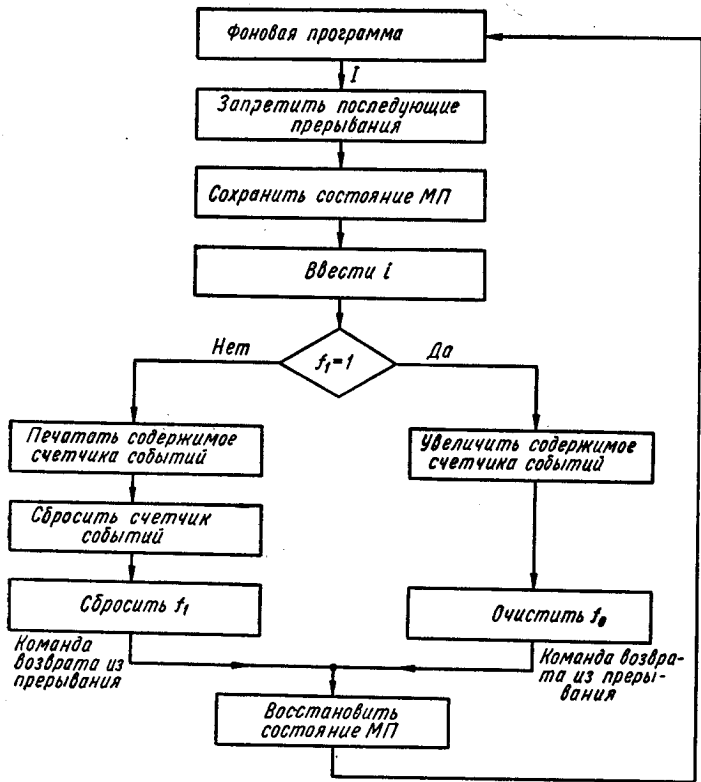 Фоновая программа
I
Запретить последующие
прерывания
Сохранить состояние МП
Ввести i
Нет
f₁=1
Да
Печатать содержимое
счетчика событий
Увеличить содержимое
счетчика событий
Сбросить счетчик
событий
Сбросить f₁
Очистить f₀
Команда
возврата из
прерывания
Команда возвра-
та из преры-
вания
Восстановить
состояние МП